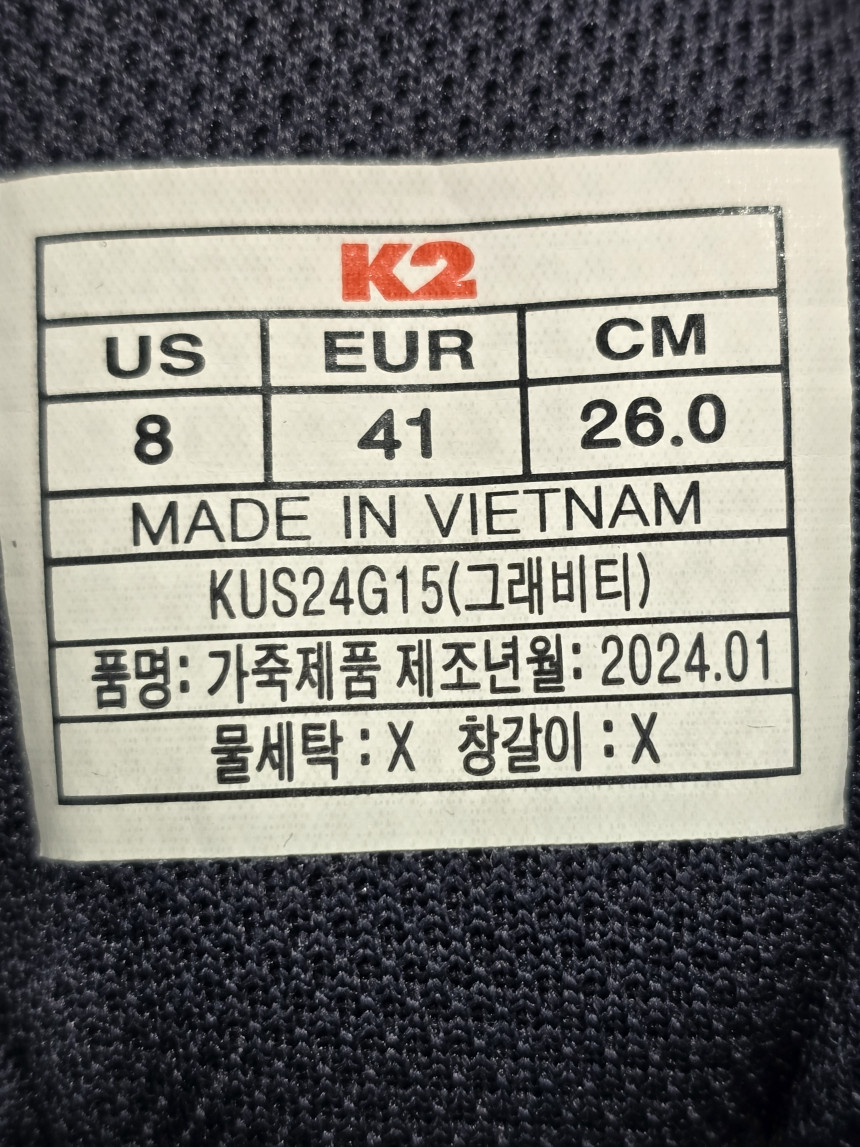 K2
US EUR CM
8 41 26.0
MADE IN VIETNAM
KUS24G15(그래비티)
품명: 가죽제품 제조년월: 2024.01
물세탁 : X 창갈이 : X